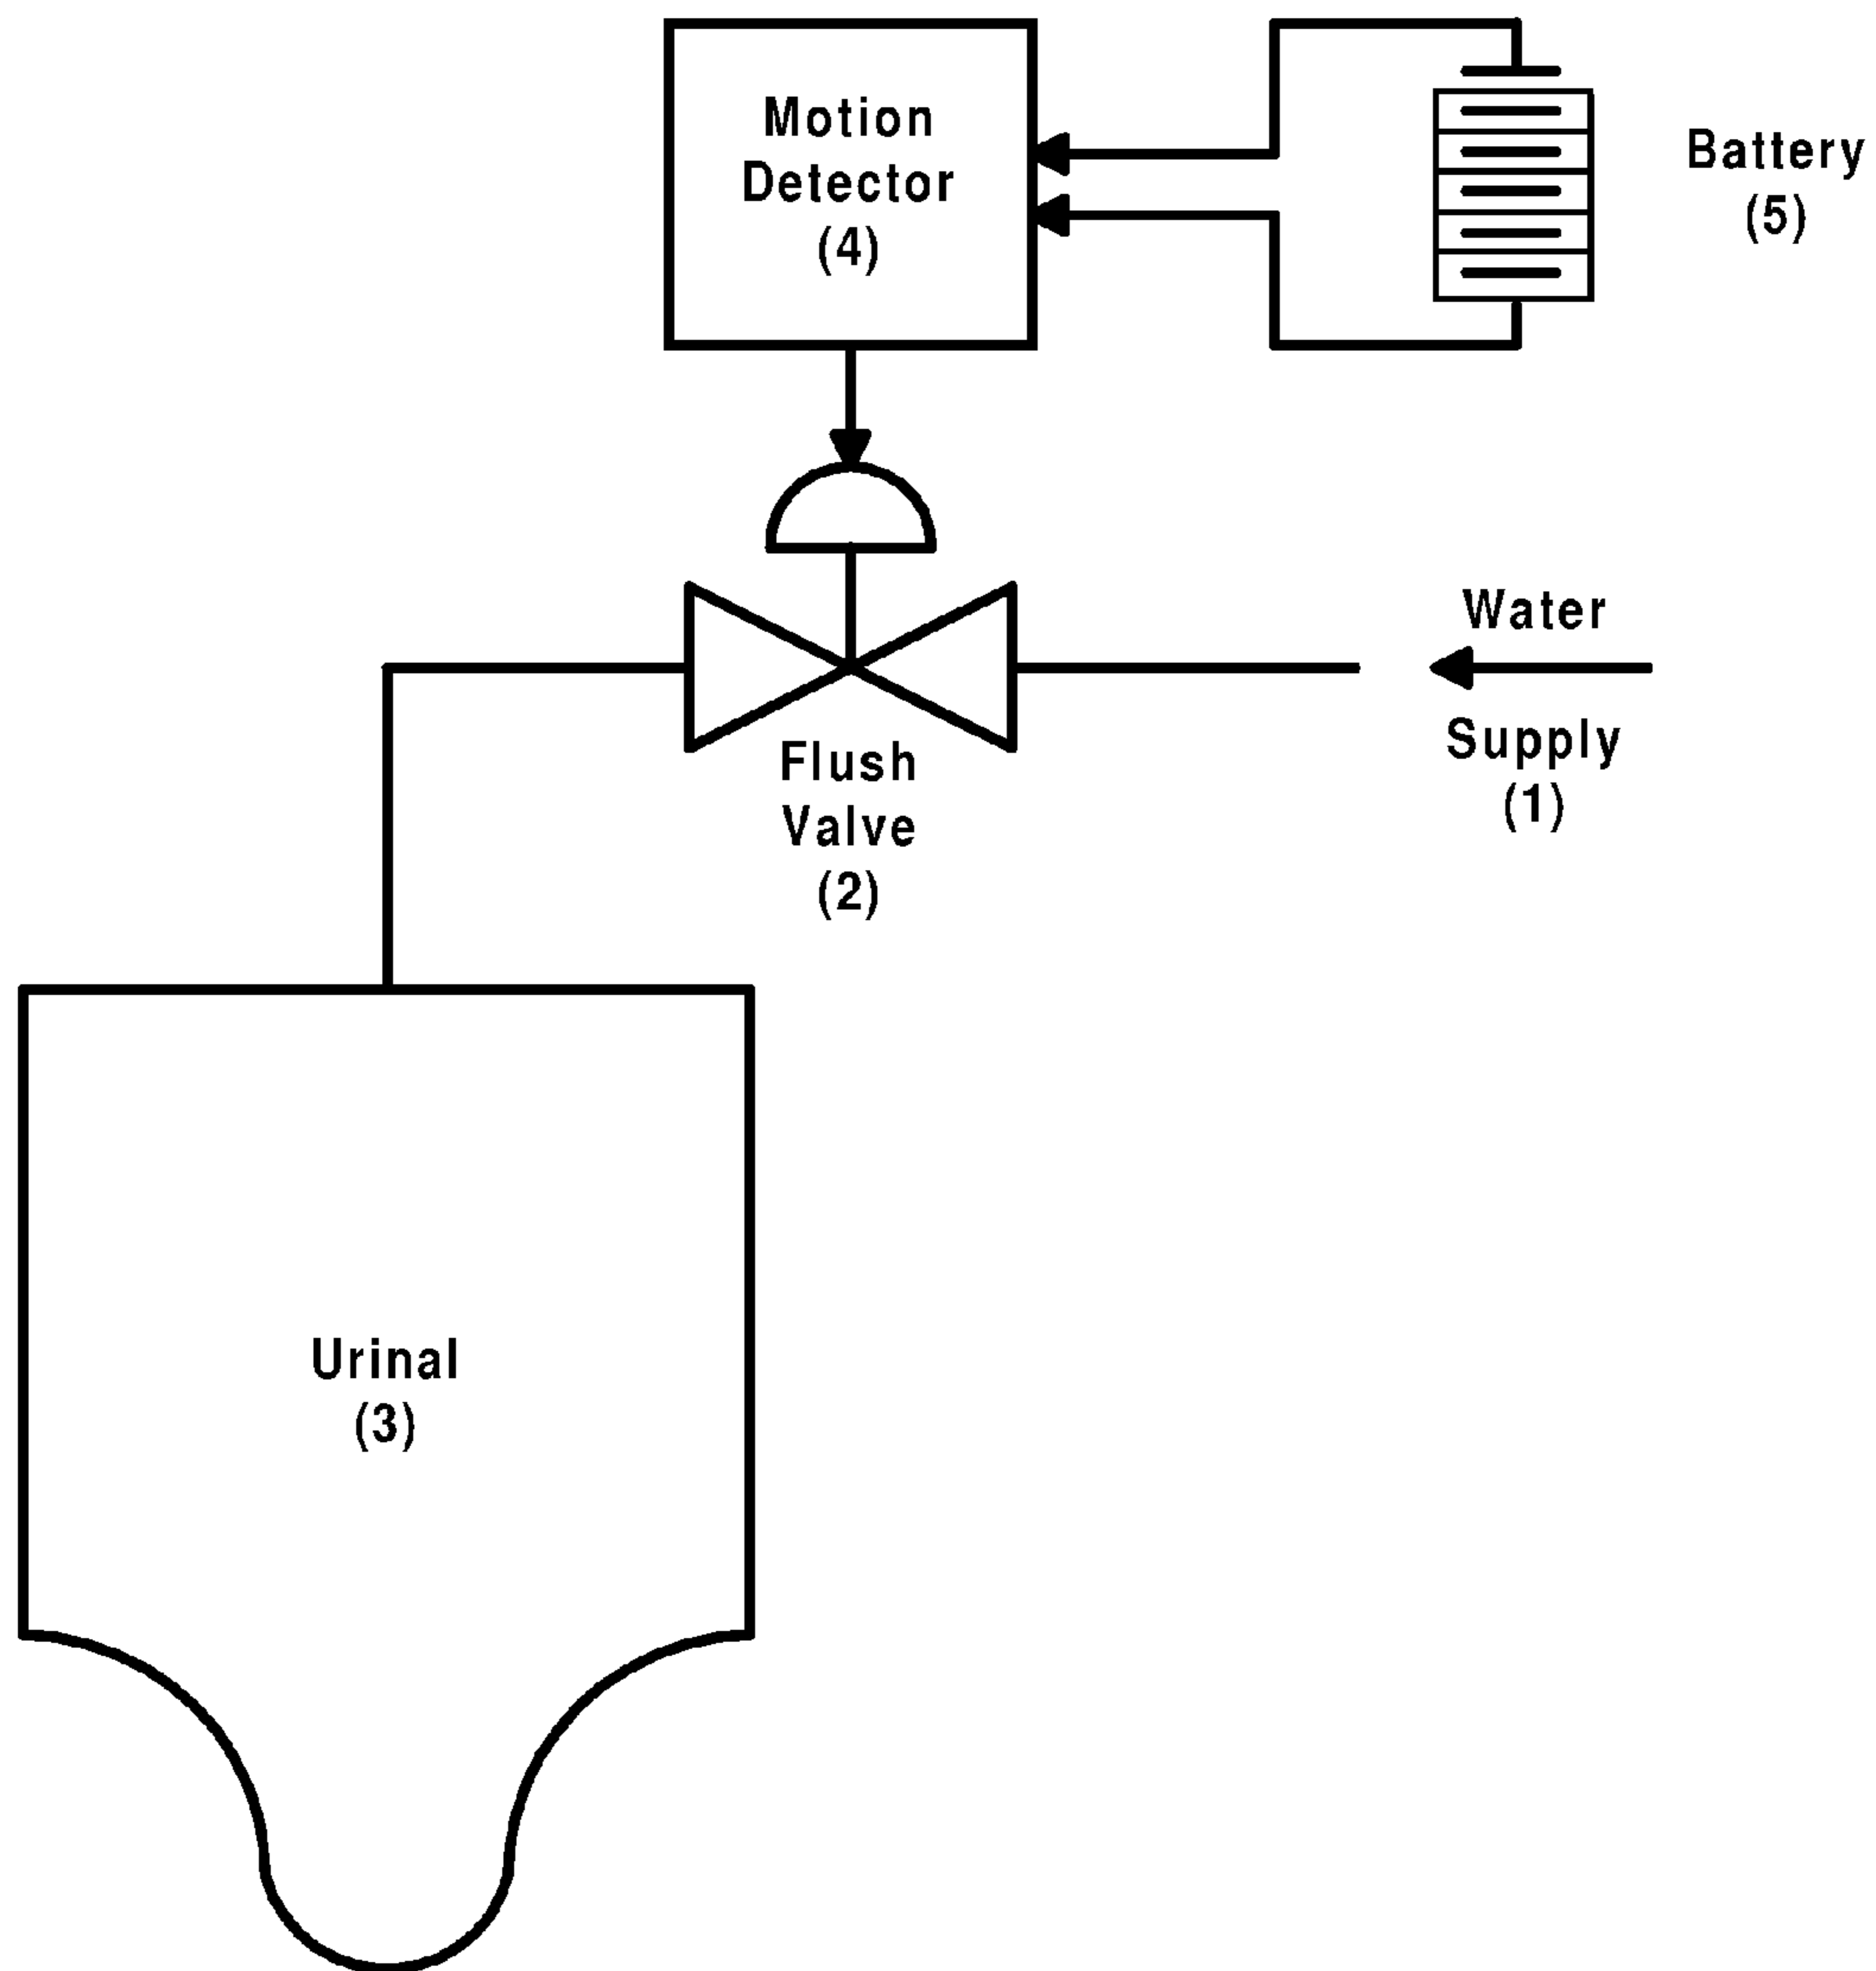 Motion
Detector
(4)
Battery
(5)
Water
Supply
(1)
Flush
Valve
(2)
Urinal
(3)